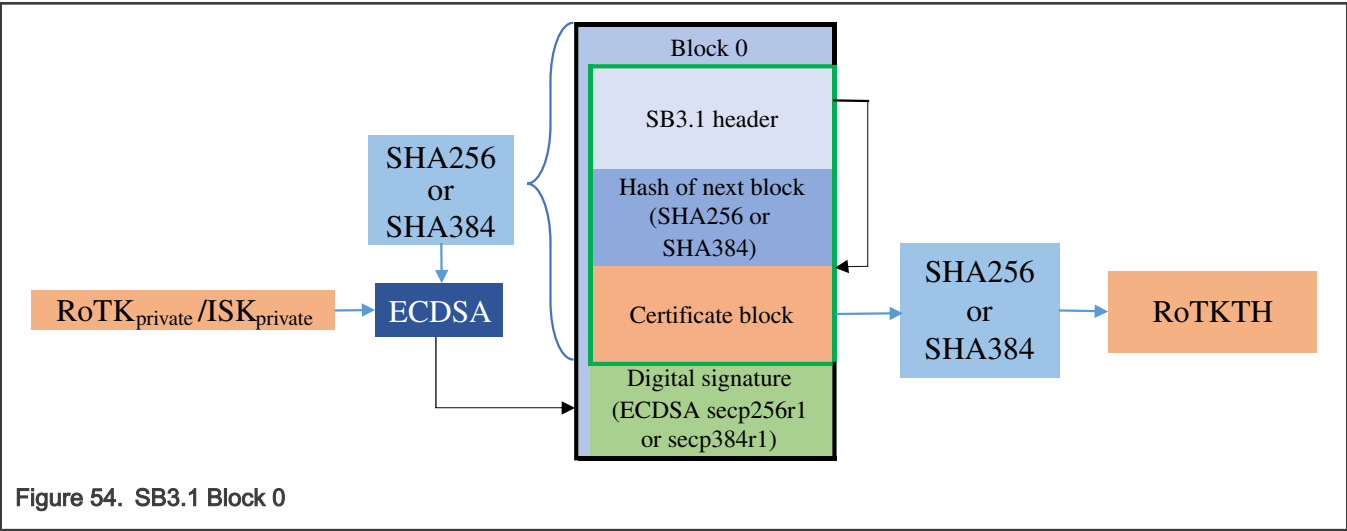 Block 0
SB3.1 header
Hash of next block
(SHA256 or
SHA384)
Certificate block
Digital signature
(ECDSA secp256r1
or secp384r1)
SHA256
or
SHA384
RoTKprivate /ISKprivate
ECDSA
SHA256
or
SHA384
RoTKTH
Figure 54. SB3.1 Block 0